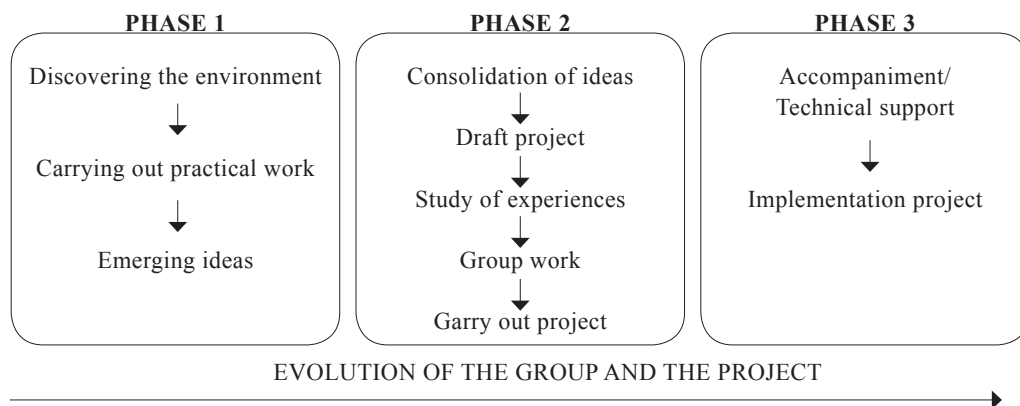 PHASE 1
Discovering the environment
Carrying out practical work
Emerging ideas
PHASE 2
Consolidation of ideas
Draft project
Study of experiences
Group work
Garry out project
PHASE 3
Accompaniment/
Technical support
Implementation project
EVOLUTION OF THE GROUP AND THE PROJECT